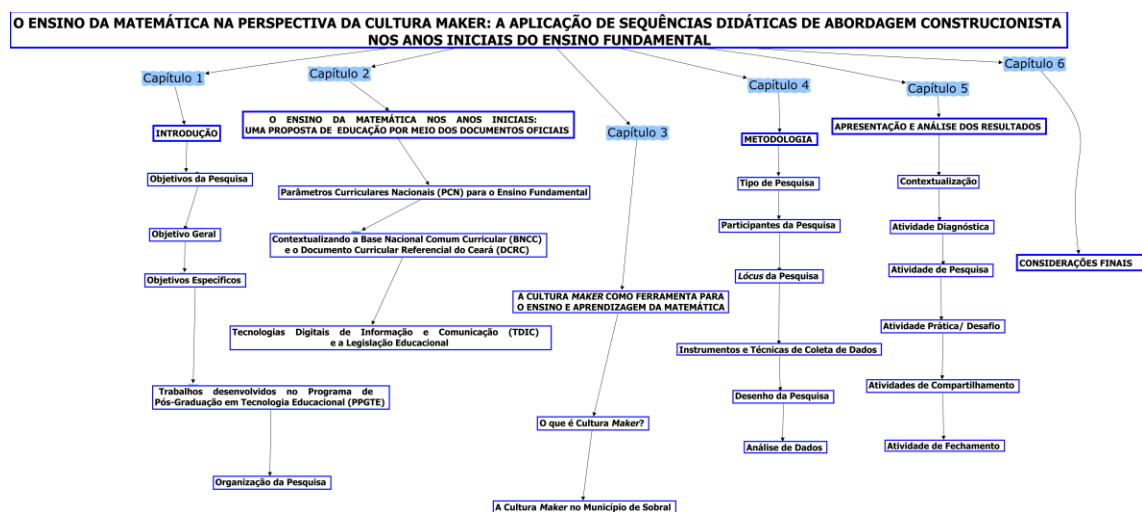 O ENSINO DA MATEMÁTICA NA PERSPECTIVA DA CULTURA MAKER: A APLICAÇÃO DE SEQUÊNCIAS DIDÁTICAS DE ABORDAGEM CONSTRUCIONISTA
NOS ANOS INICIAIS DO ENSINO FUNDAMENTAL
Capítulo 1
INTRODUÇÃO
Objetivos da Pesquisa
Objetivo Geral
Objetivos Específicos
Trabalhos desenvolvidos no Programa de
Pós-Graduação em Tecnologia Educacional (PPGTE)
Organização da Pesquisa
Capítulo 2
O ENSINO DA MATEMÁTICA NOS ANOS INICIAIS:
UMA PROPOSTA DE EDUCAÇÃO POR MEIO DOS DOCUMENTOS OFICIAIS
Parâmetros Curriculares Nacionais (PCN) para o Ensino Fundamental
Contextualizando a Base Nacional Comum Curricular (BNCC)
e o Documento Curricular Referencial do Ceará (DCRC)
Tecnologias Digitais de Informação e Comunicação (TDIC)
e a Legislação Educacional
Capítulo 3
A CULTURA MAKER COMO FERRAMENTA PARA
O ENSINO E APRENDIZAGEM DA MATEMÁTICA
O que é Cultura Maker?
A Cultura Maker no Município de Sobral
Capítulo 4
METODOLOGIA
Tipo de Pesquisa
Participantes da Pesquisa
Lócus da Pesquisa
Instrumentos e Técnicas de Coleta de Dados
Desenho da Pesquisa
Análise de Dados
Capítulo 5
APRESENTAÇÃO E ANÁLISE DOS RESULTADOS
Contextualização
Atividade Diagnóstica
Atividade de Pesquisa
Atividade Prática/ Desafio
Atividades de Compartilhamento
Atividade de Fechamento
Capítulo 6
CONSIDERAÇÕES FINAIS